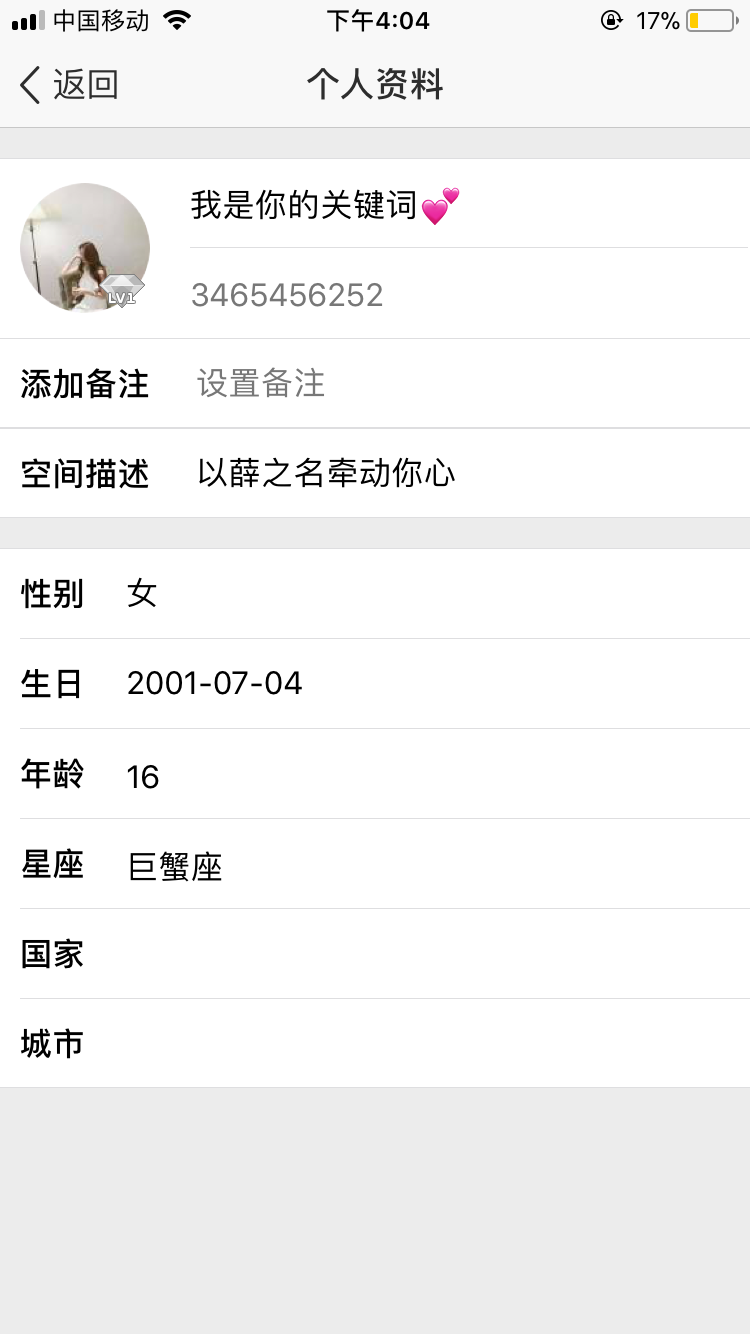 中国移动 下午4:04 17%
返回 个人资料
我是你的关键词💕
LV1
3465456252
添加备注 设置备注
空间描述 以薛之名牵动你心
性别 女
生日 2001-07-04
年龄 16
星座 巨蟹座
国家
城市